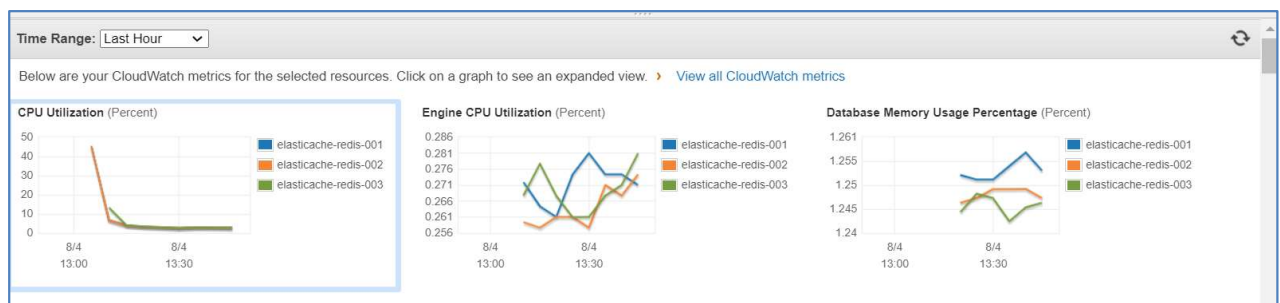 Time Range: Last Hour
Below are your CloudWatch metrics for the selected resources. Click on a graph to see an expanded view. › View all CloudWatch metrics
CPU Utilization (Percent)
50
40
30
20
10
0
8/4
13:00
8/4
13:30
elasticache-redis-001
elasticache-redis-002
elasticache-redis-003
Engine CPU Utilization (Percent)
0.286
0.281
0.276
0.271
0.266
0.261
0.256
8/4
13:00
8/4
13:30
elasticache-redis-001
elasticache-redis-002
elasticache-redis-003
Database Memory Usage Percentage (Percent)
1.261
1.255
1.25
1.245
1.24
8/4
13:00
8/4
13:30
elasticache-redis-001
elasticache-redis-002
elasticache-redis-003